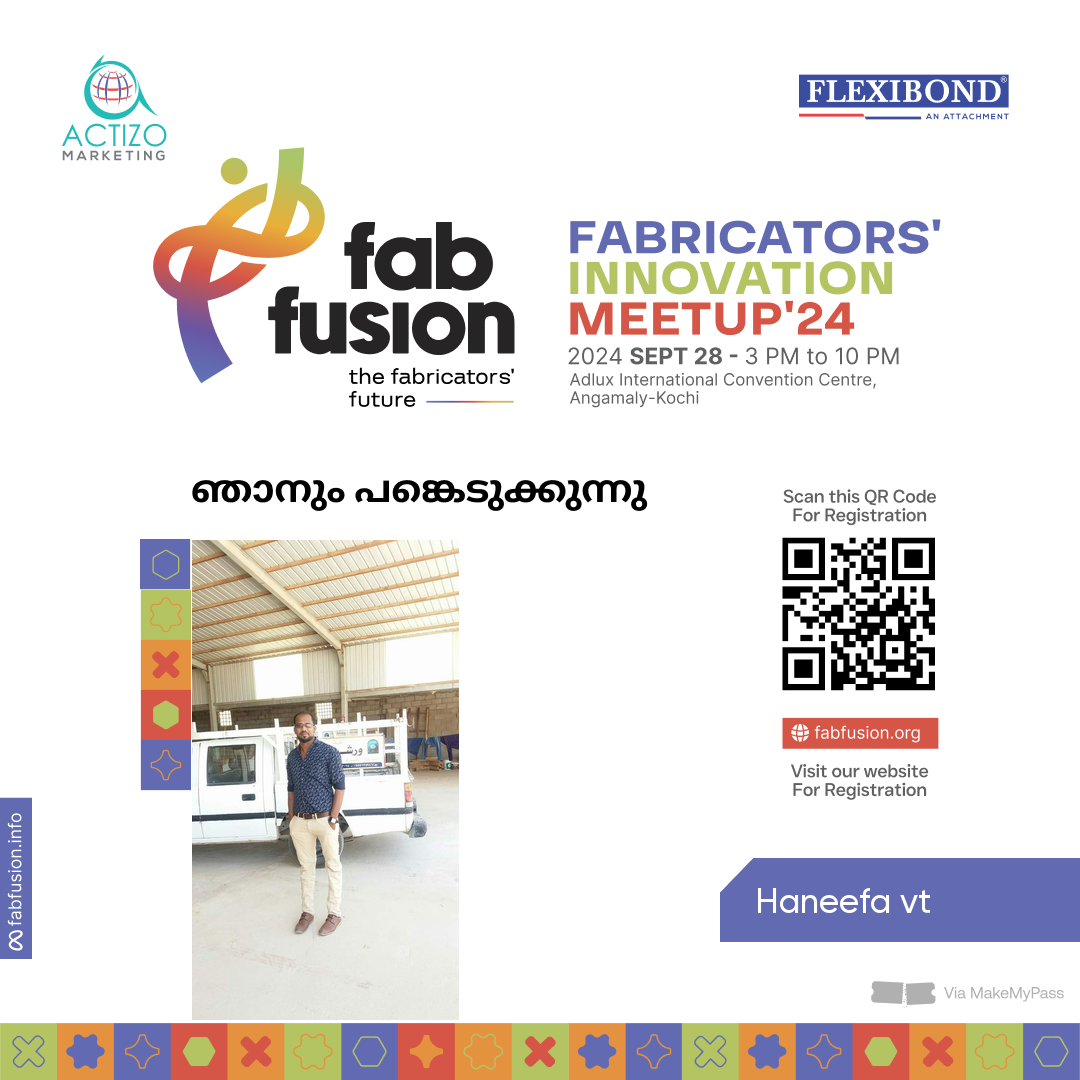 ACTIZO
MARKETING
FLEXIBOND®
AN ATTACHMENT
fab
fusion
the fabricators'
future
FABRICATORS'
INNOVATION
MEETUP'24
2024 SEPT 28 - 3 PM to 10 PM
Adlux International Convention Centre,
Angamaly-Kochi
ഞാനും പങ്കെടുക്കുന്നു
Scan this QR Code
For Registration
fabfusion.org
Visit our website
For Registration
fabfusion.info
Haneefa vt
Via MakeMyPass